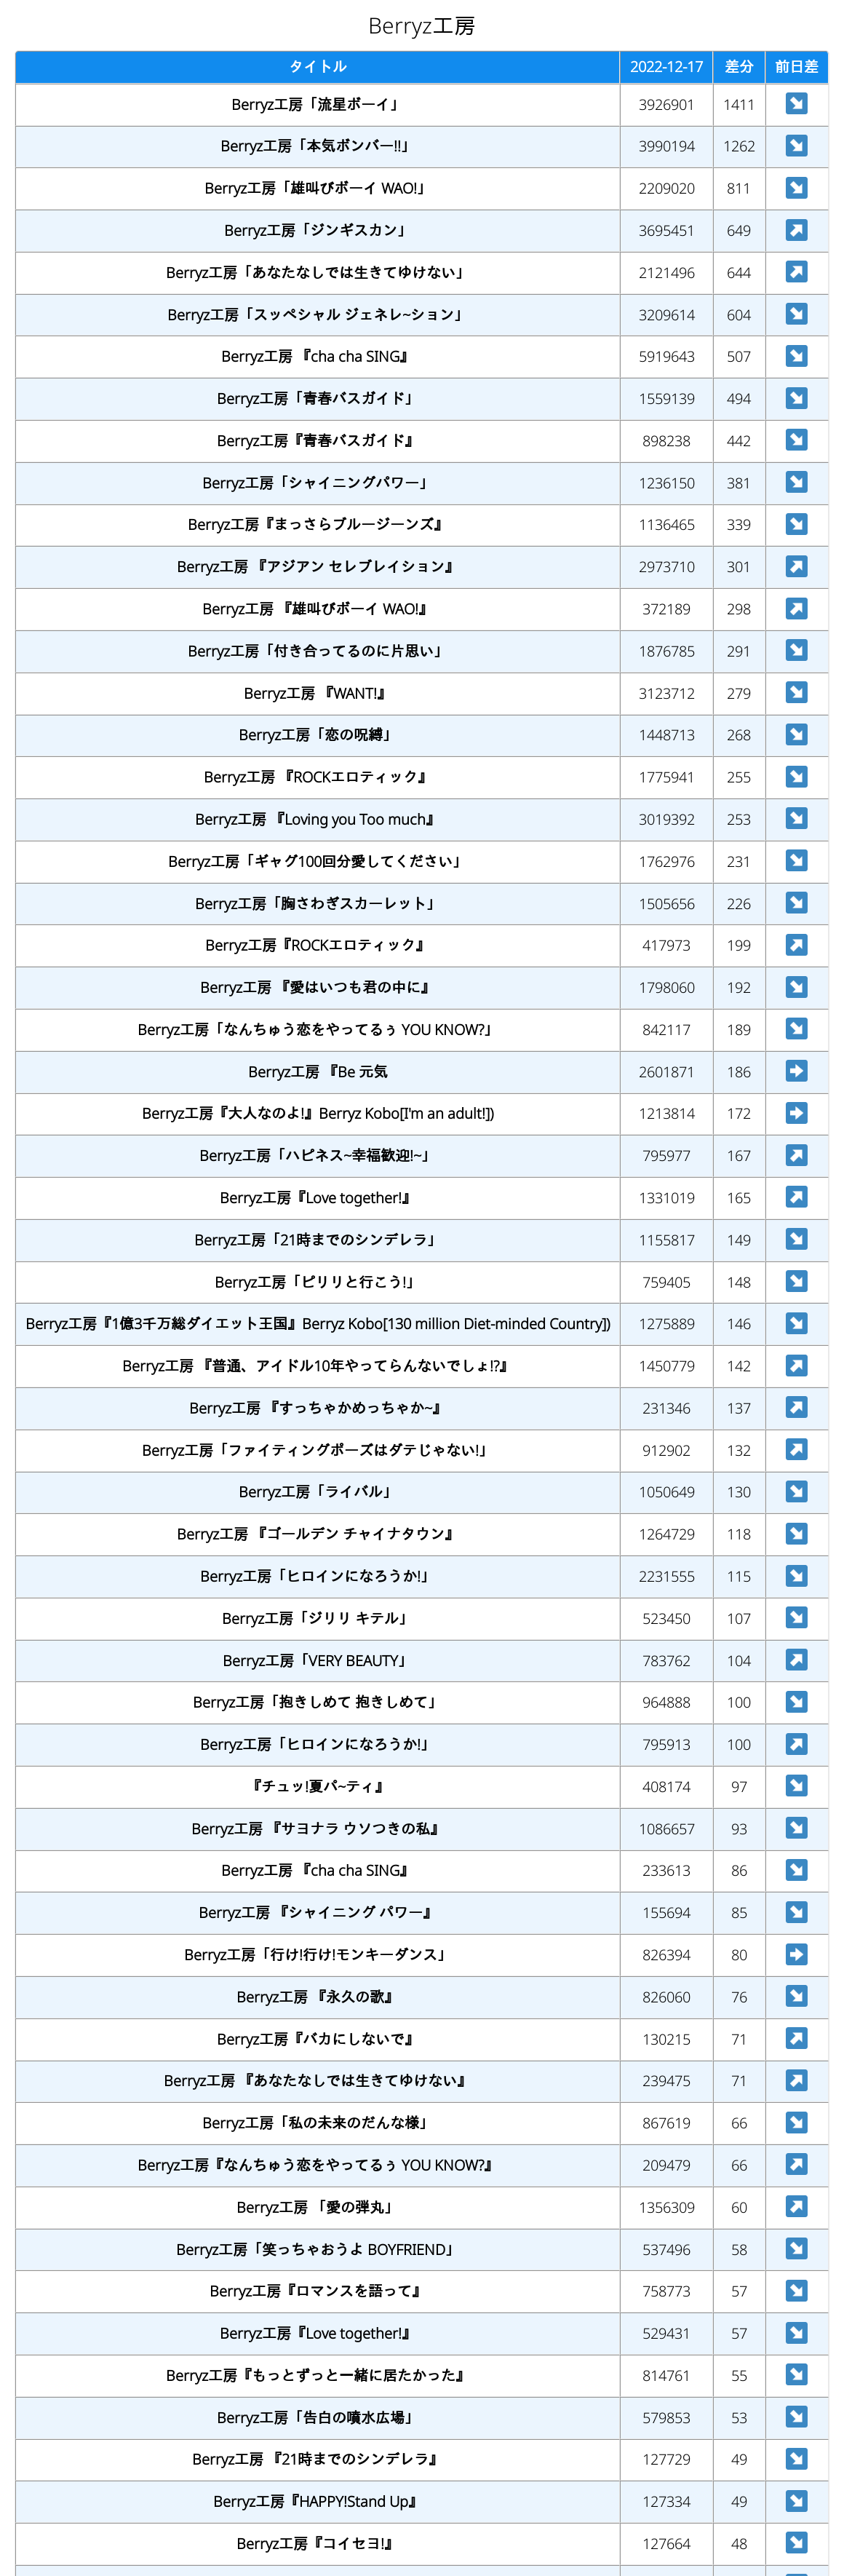 Berryz工房
タイトル 2022-12-17 差分 前日差
Berryz工房「流星ボーイ」 3926901 1411 ↘
Berryz工房「本気ボンバー!!」 3990194 1262 ↘
Berryz工房「雄叫びボーイ WAO!」 2209020 811 ↘
Berryz工房「ジンギスカン」 3695451 649 ↗
Berryz工房「あなたなしでは生きてゆけない」 2121496 644 ↗
Berryz工房「スッペシャル ジェネレ~ション」 3209614 604 ↘
Berryz工房 『cha cha SING』 5919643 507 ↘
Berryz工房「青春バスガイド」 1559139 494 ↘
Berryz工房『青春バスガイド』 898238 442 ↘
Berryz工房「シャイニングパワー」 1236150 381 ↘
Berryz工房『まっさらブルージーンズ』 1136465 339 ↘
Berryz工房 『アジアン セレブレイション』 2973710 301 ↗
Berryz工房 『雄叫びボーイ WAO!』 372189 298 ↗
Berryz工房「付き合ってるのに片思い」 1876785 291 ↘
Berryz工房 『WANT!』 3123712 279 ↘
Berryz工房「恋の呪縛」 1448713 268 ↘
Berryz工房 『ROCKエロティック』 1775941 255 ↘
Berryz工房 『Loving you Too much』 3019392 253 ↘
Berryz工房「ギャグ100回分愛してください」 1762976 231 ↘
Berryz工房「胸さわぎスカーレット」 1505656 226 ↘
Berryz工房『ROCKエロティック』 417973 199 ↗
Berryz工房 『愛はいつも君の中に』 1798060 192 ↘
Berryz工房「なんちゅう恋をやってるぅ YOU KNOW?」 842117 189 ↘
Berryz工房 『Be 元気 2601871 186 ➡
Berryz工房『大人なのよ!』Berryz Kobo[I'm an adult!]) 1213814 172 ➡
Berryz工房「ハピネス~幸福歓迎!~」 795977 167 ↗
Berryz工房『Love together!』 1331019 165 ↗
Berryz工房「21時までのシンデレラ」 1155817 149 ↘
Berryz工房「ピリリと行こう!」 759405 148 ↘
Berryz工房『1億3千万総ダイエット王国』Berryz Kobo[130 million Diet-minded Country]) 1275889 146 ↘
Berryz工房 『普通、アイドル10年やってらんないでしょ!?』 1450779 142 ↗
Berryz工房 『すっちゃかめっちゃか~』 231346 137 ↗
Berryz工房「ファイティングポーズはダテじゃない!」 912902 132 ↗
Berryz工房「ライバル」 1050649 130 ↘
Berryz工房 『ゴールデン チャイナタウン』 1264729 118 ↘
Berryz工房「ヒロインになろうか!」 2231555 115 ↘
Berryz工房「ジリリ キテル」 523450 107 ↘
Berryz工房「VERY BEAUTY」 783762 104 ↗
Berryz工房「抱きしめて 抱きしめて」 964888 100 ↘
Berryz工房「ヒロインになろうか!」 795913 100 ↗
『チュッ!夏パ~ティ』 408174 97 ↘
Berryz工房 『サヨナラ ウソつきの私』 1086657 93 ↘
Berryz工房 『cha cha SING』 233613 86 ↘
Berryz工房 『シャイニング パワー』 155694 85 ↘
Berryz工房「行け!行け!モンキーダンス」 826394 80 ➡
Berryz工房 『永久の歌』 826060 76 ↘
Berryz工房『バカにしないで』 130215 71 ↗
Berryz工房 『あなたなしでは生きてゆけない』 239475 71 ↗
Berryz工房「私の未来のだんな様」 867619 66 ↘
Berryz工房『なんちゅう恋をやってるぅ YOU KNOW?』 209479 66 ↗
Berryz工房 「愛の弾丸」 1356309 60 ↗
Berryz工房「笑っちゃおうよ BOYFRIEND」 537496 58 ↘
Berryz工房『ロマンスを語って』 758773 57 ↘
Berryz工房『Love together!』 529431 57 ↘
Berryz工房『もっとずっと一緒に居たかった』 814761 55 ↘
Berryz工房「告白の噴水広場」 579853 53 ↘
Berryz工房 『21時までのシンデレラ』 127729 49 ↘
Berryz工房『HAPPY!Stand Up』 127334 49 ↘
Berryz工房『コイセヨ!』 127664 48 ↘